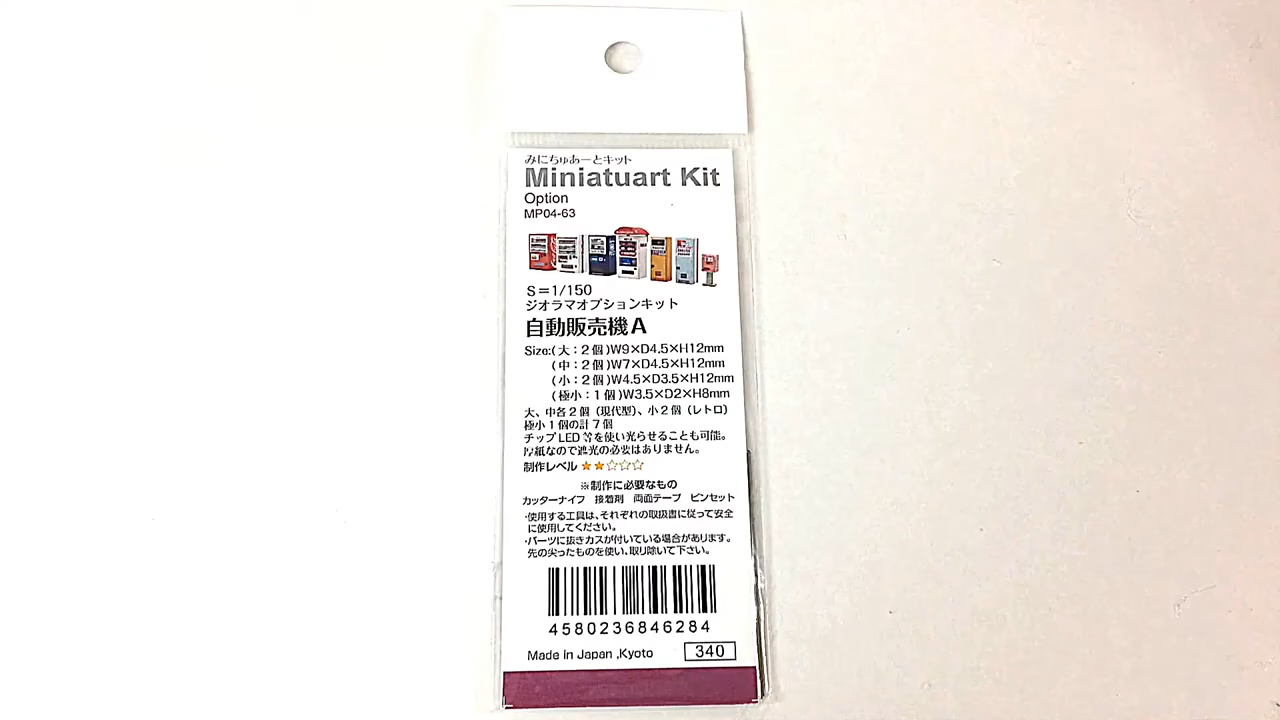 みにちゅあーとキット
Miniatuart Kit
Option
MP04-63
S=1/150
ジオラマオプションキット
自動販売機A
Size:(大:2個)W9×D4.5×H12mm
(中:2個)W7×D4.5×H12mm
(小:2個)W4.5×D3.5×H12mm
(極小:1個)W3.5×D2×H8mm
大、中各2個(現代型)、小2個(レトロ)
極小1個の計7個
チップLED等を使い光らせることも可能。
厚紙なので遮光の必要はありません。
制作レベル ★★☆☆☆
※制作に必要なもの
カッターナイフ 接着剤 両面テープ ピンセット
・使用する工具は、それぞれの取扱書に従って安全
に使用してください。
・パーツに抜きカスが付いている場合があります。
先の尖ったものを使い、取り除いて下さい。
4580236846284
Made in Japan ,Kyoto 340